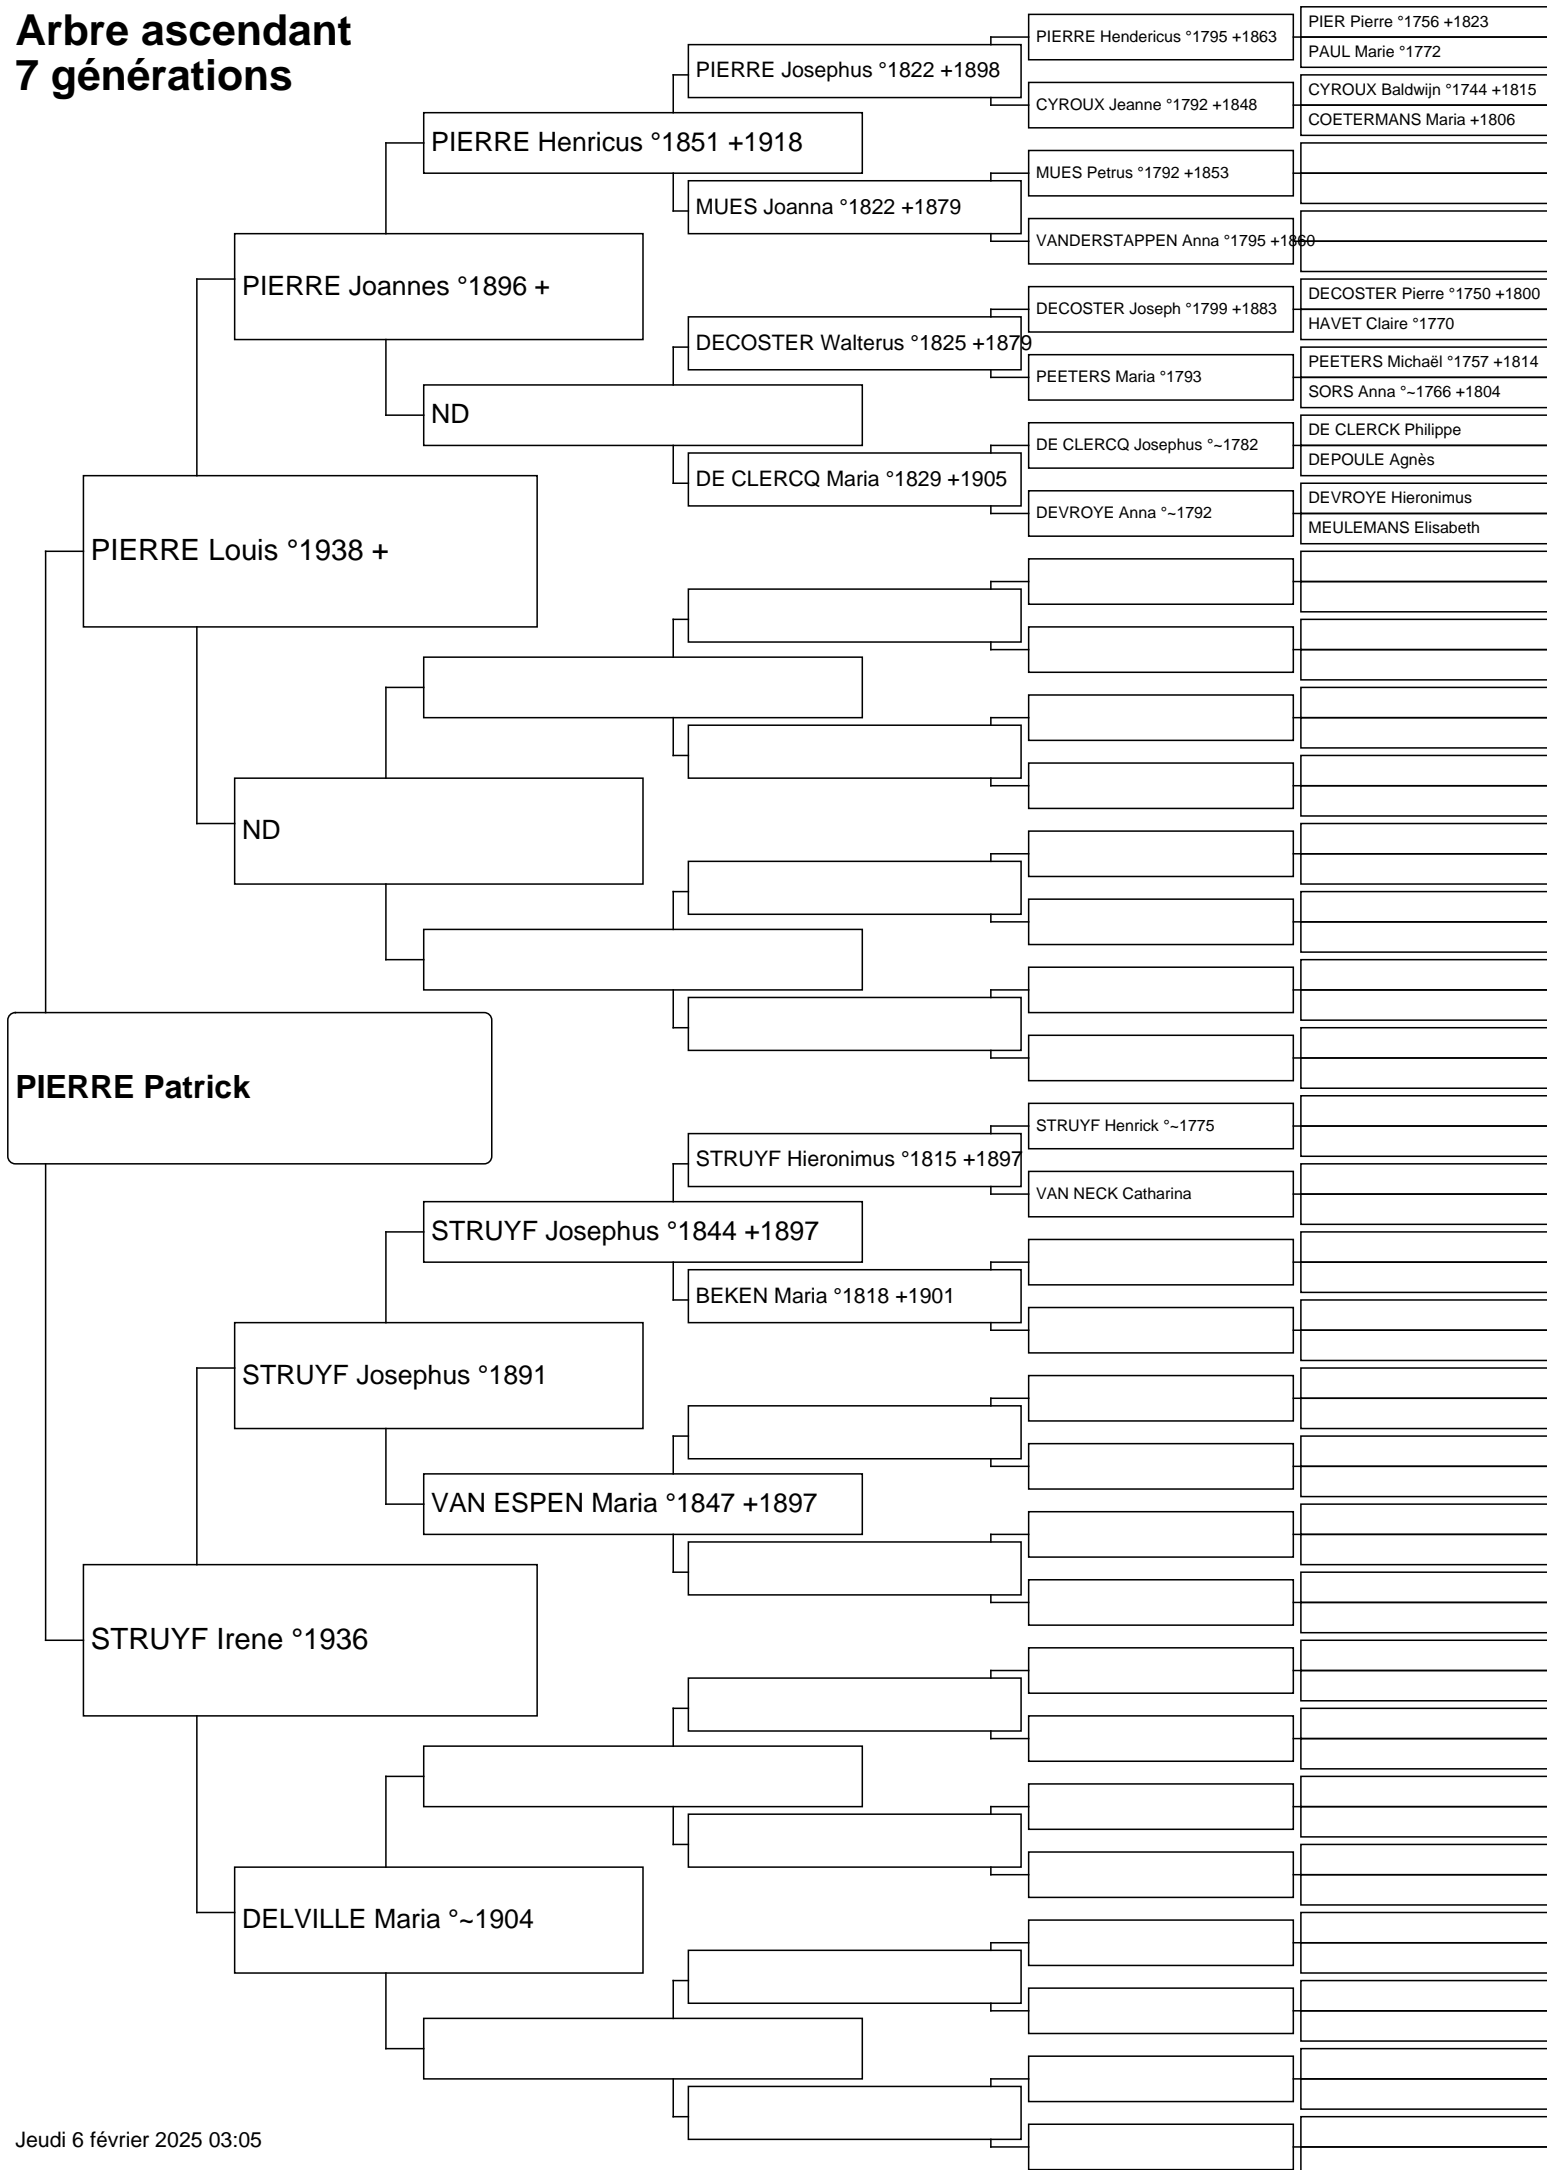 Arbre ascendant
7 générations
PIERRE Patrick
PIERRE Louis °1938 +
STRUYF Irene °1936
PIERRE Joannes °1896 +
ND
STRUYF Josephus °1891
DELVILLE Maria °~1904
PIERRE Henricus °1851 +1918
ND
STRUYF Josephus °1844 +1897
VAN ESPEN Maria °1847 +1897
PIERRE Josephus °1822 +1898
MUES Joanna °1822 +1879
DECOSTER Walterus °1825 +1879
DE CLERCQ Maria °1829 +1905
STRUYF Hieronimus °1815 +1897
BEKEN Maria °1818 +1901
PIERRE Hendericus °1795 +1863
CYROUX Jeanne °1792 +1848
MUES Petrus °1792 +1853
VANDERSTAPPEN Anna °1795 +1860
DECOSTER Joseph °1799 +1883
PEETERS Maria °1793
DE CLERCQ Josephus °~1782
DEVROYE Anna °~1792
STRUYF Henrick °~1775
VAN NECK Catharina
PIER Pierre °1756 +1823
PAUL Marie °1772
CYROUX Baldwijn °1744 +1815
COETERMANS Maria +1806
DECOSTER Pierre °1750 +1800
HAVET Claire °1770
PEETERS Michaël °1757 +1814
SORS Anna °~1766 +1804
DE CLERCK Philippe
DEPOULE Agnès
DEVROYE Hieronimus
MEULEMANS Elisabeth
Jeudi 6 février 2025 03:05